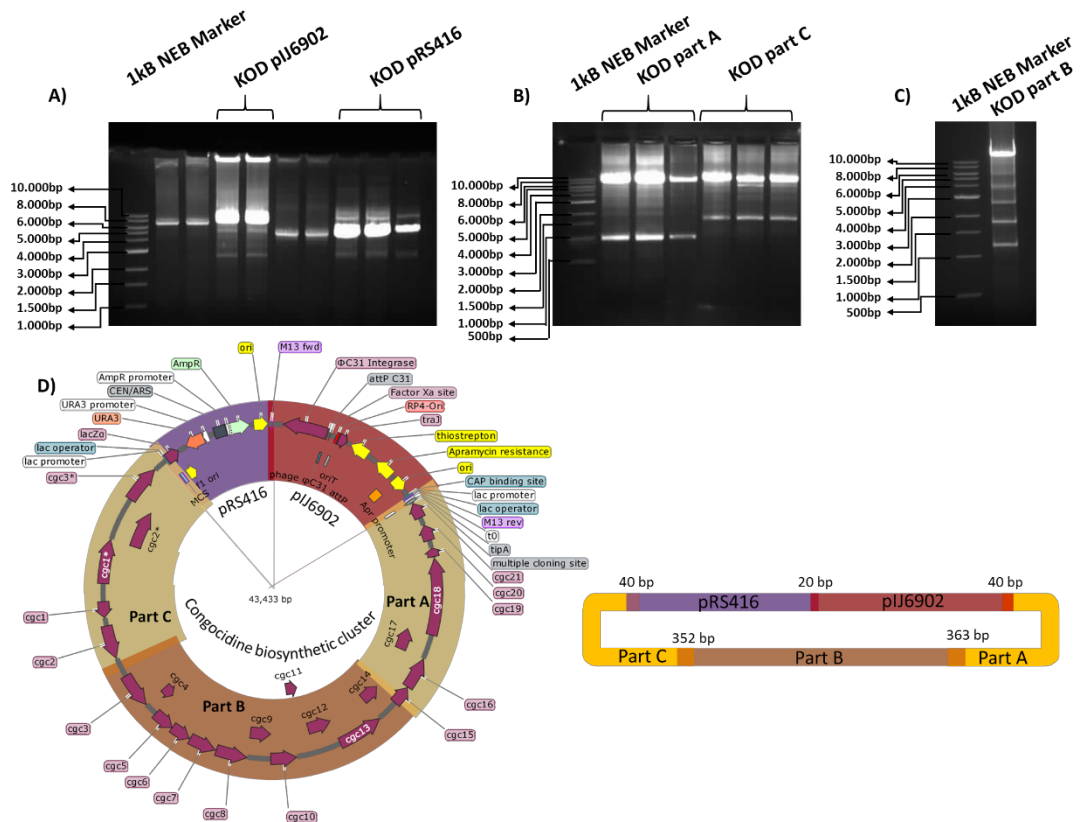 A)
1kB NEB Marker
KOD pIJ6902
KOD pRS416
10.000bp
8.000bp
6.000bp
5.000bp
4.000bp
3.000bp
2.000bp
1.500bp
1.000bp
B)
1kB NEB Marker
KOD part A
KOD part C
10.000bp
8.000bp
6.000bp
5.000bp
4.000bp
3.000bp
2.000bp
1.500bp
1.000bp
500bp
C)
1kB NEB Marker
KOD part B
10.000bp
8.000bp
6.000bp
5.000bp
4.000bp
3.000bp
2.000bp
1.500bp
1.000bp
500bp
D)
ori
AmpR
AmpR promoter
CEN/ARS
URA3 promoter
URA3
lacZα
lac operator
lac promoter
cgc3*
M13 fwd
ΦC31 Integrase
attP C31
Factor Xa site
RP4-Ori
traJ
thiostrepton
Apramycin resistance
ori
CAP binding site
lac promoter
lac operator
M13 rev
t0
tipA
multiple cloning site
cgc21
cgc20
cgc19
f1 ori
MCS
pRS416
pIJ6902
oriT
phage φC31 attP
Apr promoter
cgc2*
cgc1*
cgc18
43,433 bp
Part C
Part A
Congocidine biosynthetic cluster
cgc1
cgc2
cgc17
cgc16
cgc15
cgc14
cgc11
cgc4
cgc9
cgc12
cgc13
Part B
cgc3
cgc5
cgc6
cgc7
cgc8
cgc10
40 bp
20 bp
40 bp
pRS416
pIJ6902
352 bp
363 bp
Part C
Part B
Part A